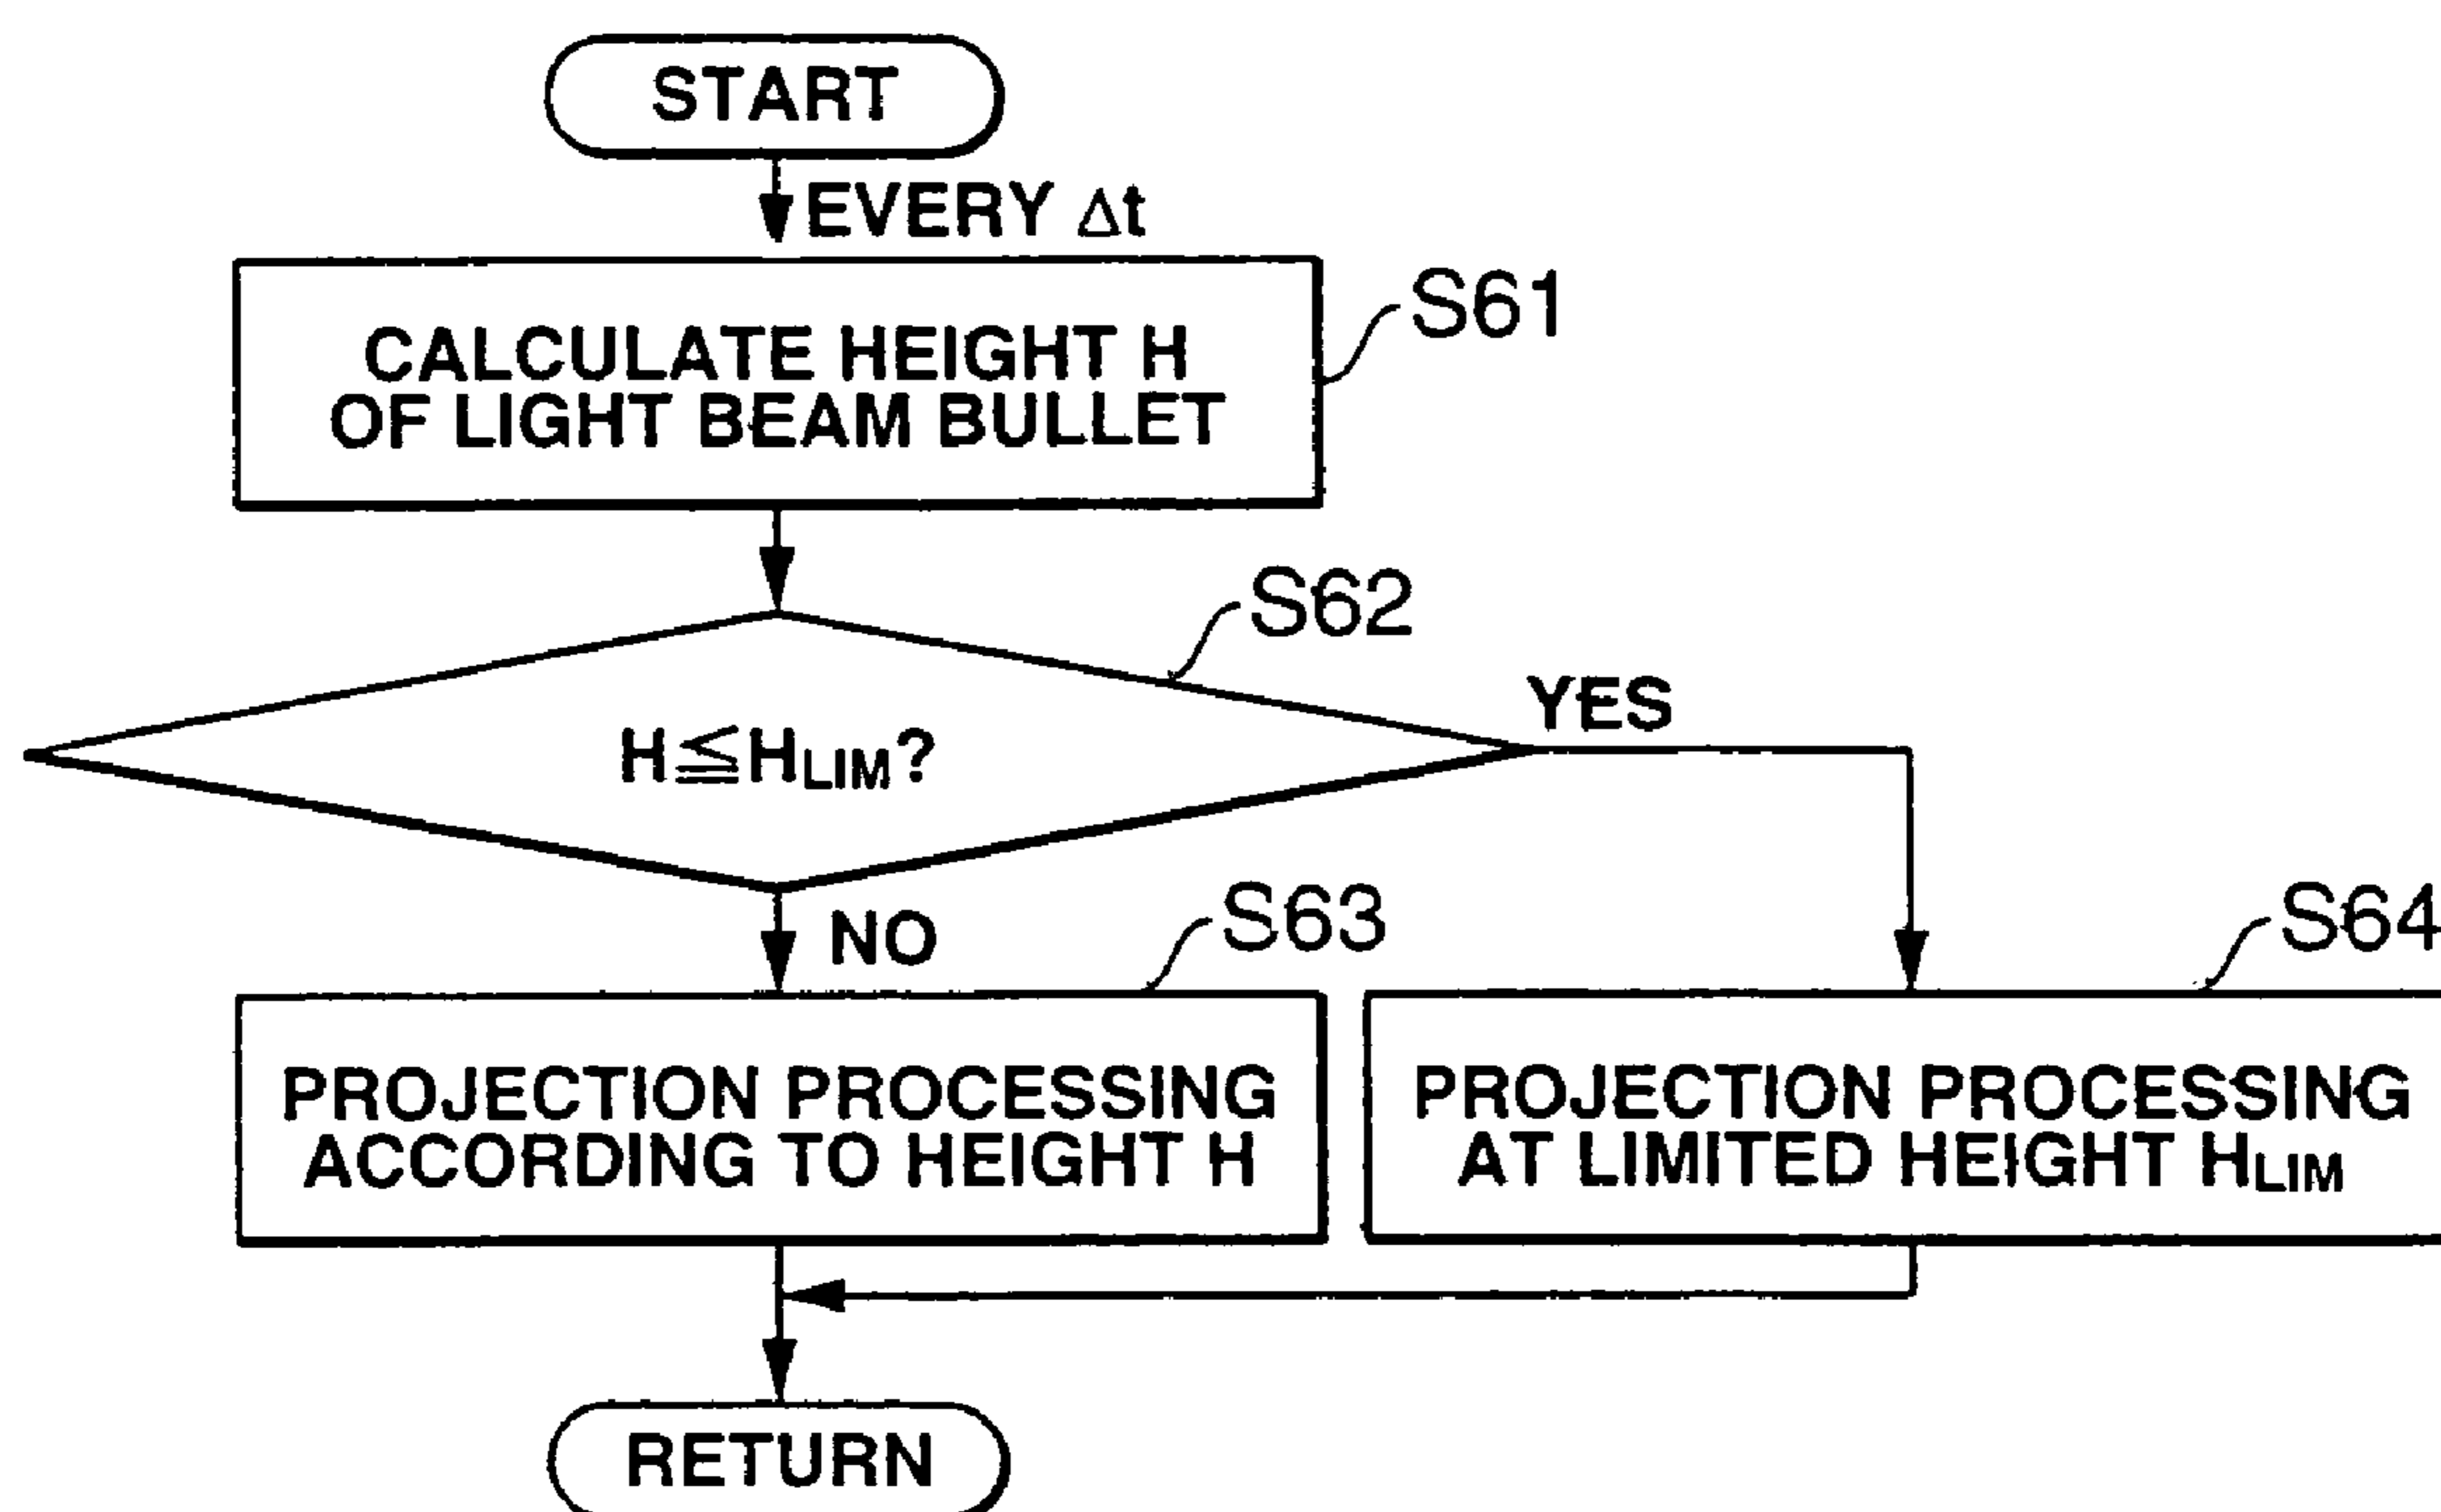 START
EVERY Δt
CALCULATE HEIGHT H
OF LIGHT BEAM BULLET
S61
S62
H≦HLIM?
YES
NO
S63
S64
PROJECTION PROCESSING
ACCORDING TO HEIGHT H
PROJECTION PROCESSING
AT LIMITED HEIGHT HLIM
RETURN